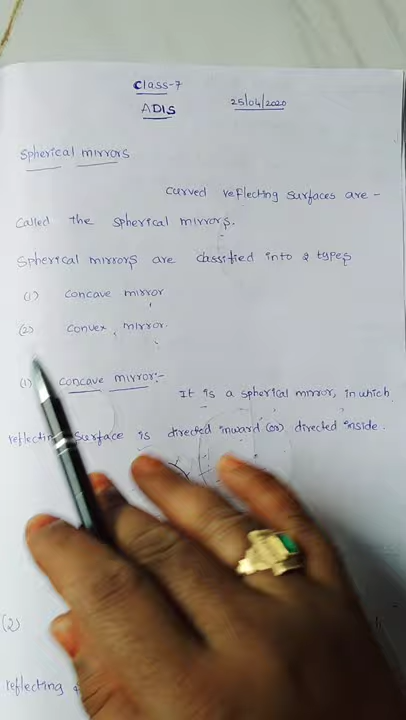 Class-7
ADIS
25/04/2020
Spherical mirrors
Curved reflecting surfaces are -
Called the spherical mirrors.
Spherical mirrors are classified into 2 types
(1) Concave mirror
(2) Convex mirror.
(1) Concave mirror:-
It is a spherical mirror, in which
reflecting surface is directed inward (or) directed inside.
(2)
reflecting